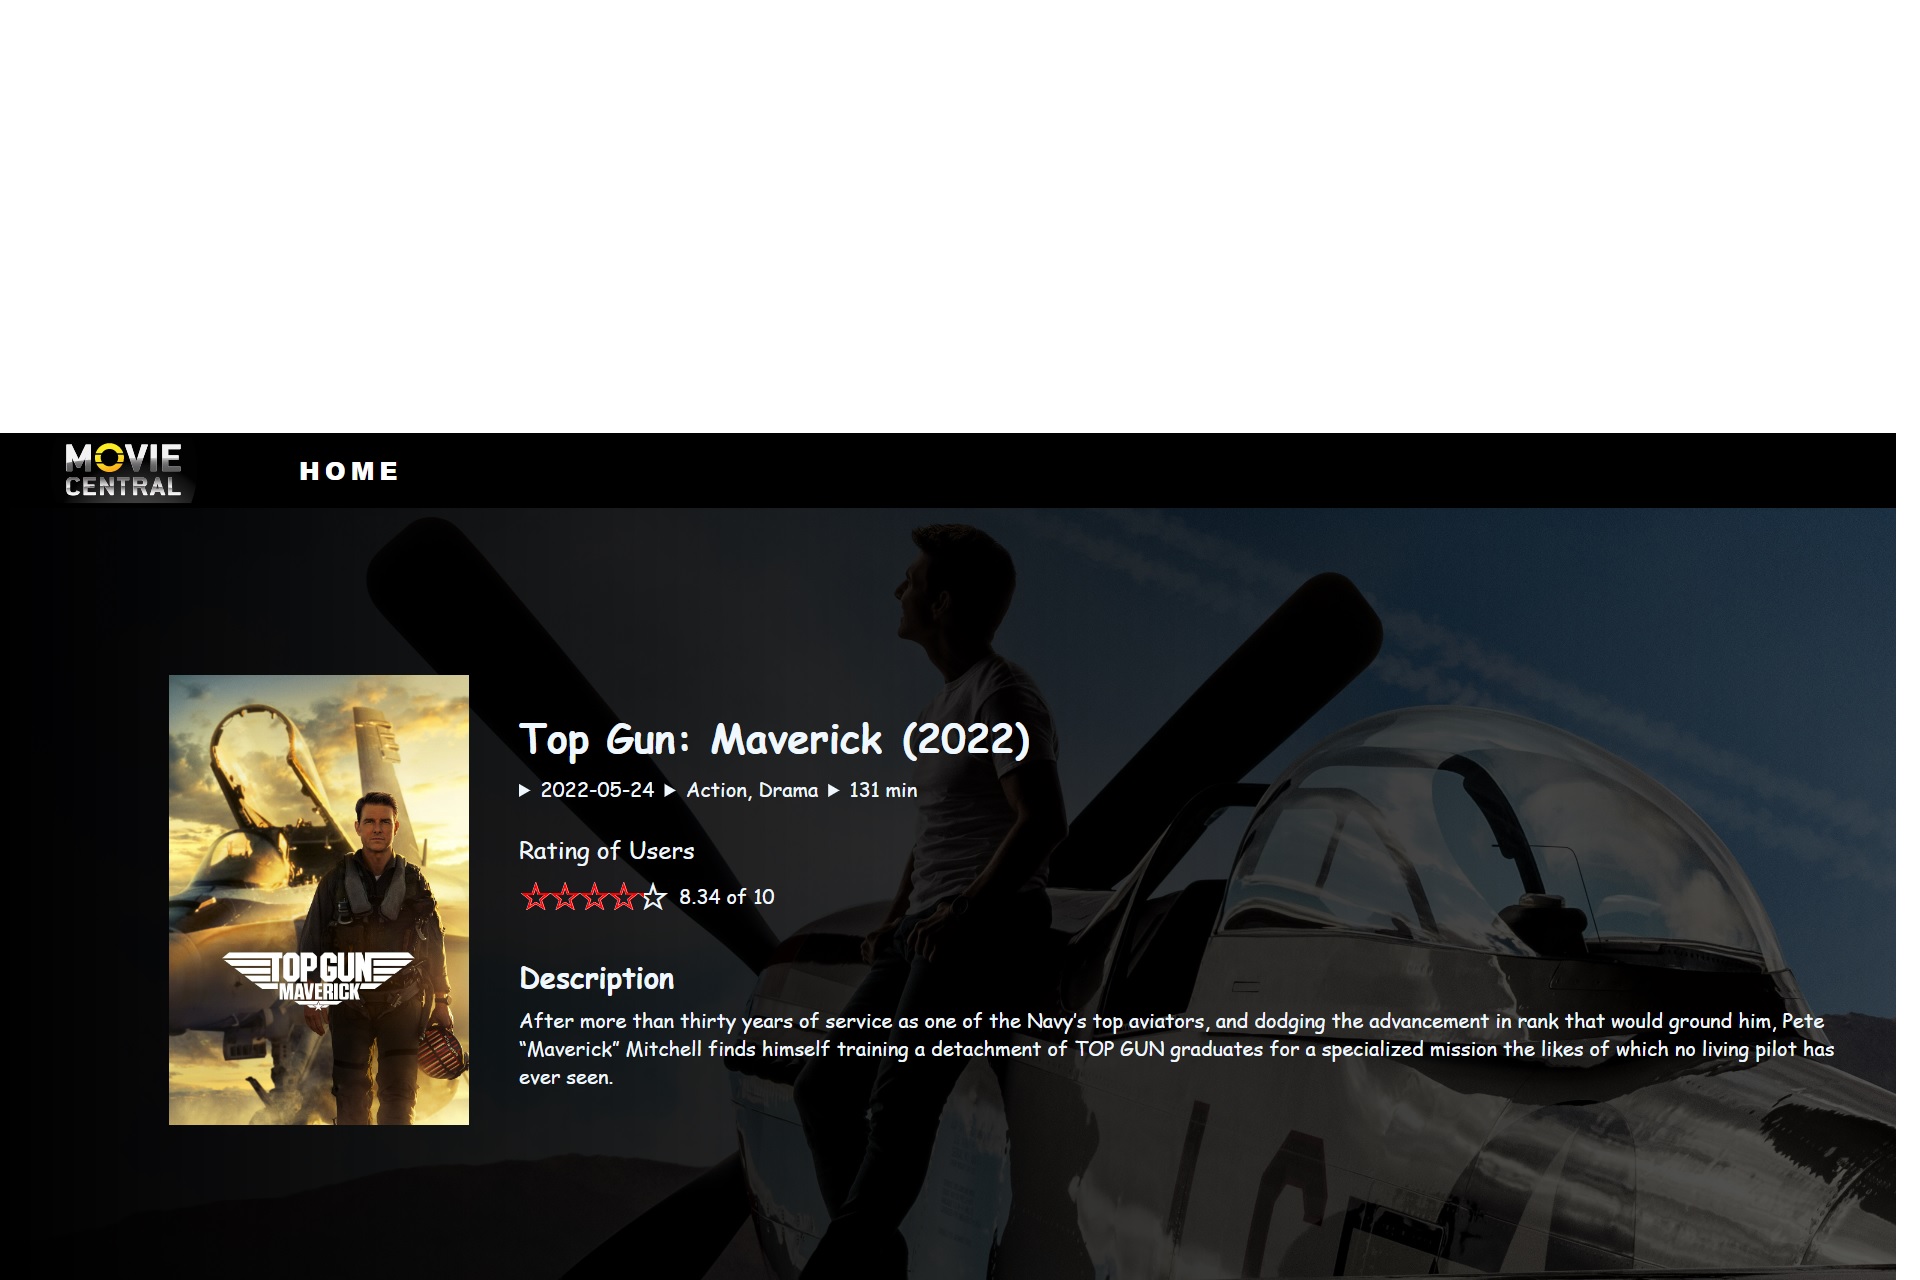 MOVIE
CENTRAL
HOME
TOP GUN
MAVERICK
Top Gun: Maverick (2022)
2022-05-24 Action, Drama 131 min
Rating of Users
8.34 of 10
Description
After more than thirty years of service as one of the Navy’s top aviators, and dodging the advancement in rank that would ground him, Pete
“Maverick” Mitchell finds himself training a detachment of TOP GUN graduates for a specialized mission the likes of which no living pilot has
ever seen.